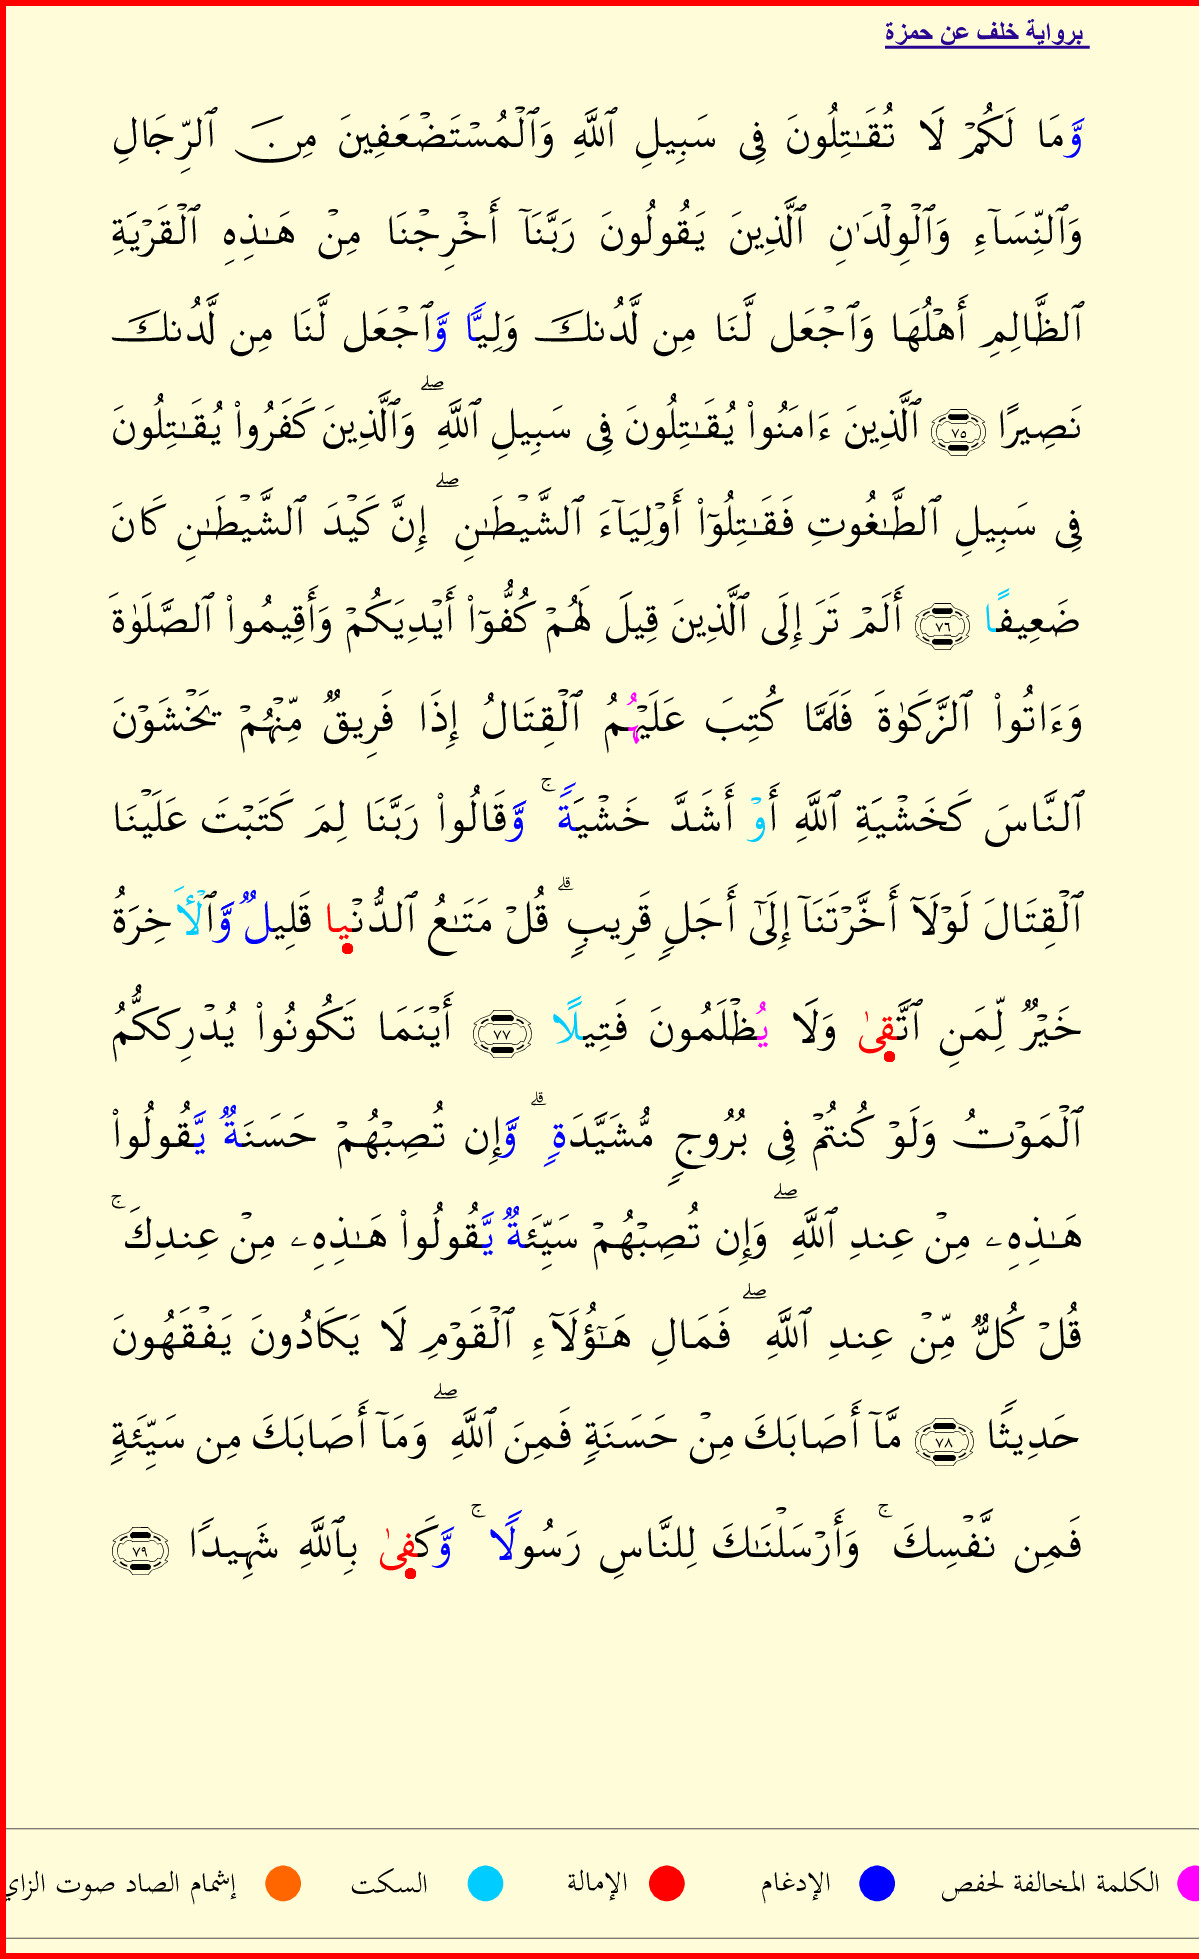 برواية خلف عن حمزة
وَّمَا لَكُمۡ لَا تُقَٰتِلُونَ فِي سَبِيلِ ٱللَّهِ وَٱلۡمُسۡتَضۡعَفِينَ مِنَ ٱلرِّجَالِ
وَٱلنِّسَآءِ وَٱلۡوِلۡدَٰنِ ٱلَّذِينَ يَقُولُونَ رَبَّنَآ أَخۡرِجۡنَا مِنۡ هَٰذِهِ ٱلۡقَرۡيَةِ
ٱلظَّالِمِ أَهۡلُهَا وَٱجۡعَل لَّنَا مِن لَّدُنكَ وَلِيّٗا وَّٱجۡعَل لَّنَا مِن لَّدُنكَ
نَصِيرًا ٧٥ ٱلَّذِينَ ءَامَنُواْ يُقَٰتِلُونَ فِي سَبِيلِ ٱللَّهِۖ وَٱلَّذِينَ كَفَرُواْ يُقَٰتِلُونَ
فِي سَبِيلِ ٱلطَّٰغُوتِ فَقَٰتِلُوٓاْ أَوۡلِيَآءَ ٱلشَّيۡطَٰنِۖ إِنَّ كَيۡدَ ٱلشَّيۡطَٰنِ كَانَ
ضَعِيفًا ٧٦ أَلَمۡ تَرَ إِلَى ٱلَّذِينَ قِيلَ لَهُمۡ كُفُّوٓاْ أَيۡدِيَكُمۡ وَأَقِيمُواْ ٱلصَّلَوٰةَ
وَءَاتُواْ ٱلزَّكَوٰةَ فَلَمَّا كُتِبَ عَلَيۡهُمُ ٱلۡقِتَالُ إِذَا فَرِيقٞ مِّنۡهُمۡ يَخۡشَوۡنَ
ٱلنَّاسَ كَخَشۡيَةِ ٱللَّهِ أَوۡ أَشَدَّ خَشۡيَةٗۚ وَّقَالُواْ رَبَّنَا لِمَ كَتَبۡتَ عَلَيۡنَا
ٱلۡقِتَالَ لَوۡلَآ أَخَّرۡتَنَآ إِلَىٰٓ أَجَلٖ قَرِيبٖۗ قُلۡ مَتَٰعُ ٱلدُّنۡيا قَلِيلٞ وَّٱلۡأَخِرَةُ
خَيۡرٞ لِّمَنِ ٱتَّقىٰ وَلَا يُظۡلَمُونَ فَتِيلًا ٧٧ أَيۡنَمَا تَكُونُواْ يُدۡرِككُّمُ
ٱلۡمَوۡتُ وَلَوۡ كُنتُمۡ فِي بُرُوجٖ مُّشَيَّدَةٖۗ وَّإِن تُصِبۡهُمۡ حَسَنَةٞ يَّقُولُواْ
هَٰذِهِۦ مِنۡ عِندِ ٱللَّهِۖ وَإِن تُصِبۡهُمۡ سَيِّئَةٞ يَّقُولُواْ هَٰذِهِۦ مِنۡ عِندِكَۚ
قُلۡ كُلّٞ مِّنۡ عِندِ ٱللَّهِۖ فَمَالِ هَٰٓؤُلَآءِ ٱلۡقَوۡمِ لَا يَكَادُونَ يَفۡقَهُونَ
حَدِيثٗا ٧٨ مَّآ أَصَابَكَ مِنۡ حَسَنَةٖ فَمِنَ ٱللَّهِۖ وَمَآ أَصَابَكَ مِن سَيِّئَةٖ
فَمِن نَّفۡسِكَۚ وَأَرۡسَلۡنَٰكَ لِلنَّاسِ رَسُولٗاۚ وَّكَفىٰ بِٱللَّهِ شَهِيدٗا ٧٩
الكلمة المخالفة لحفص الإدغام الإمالة السكت إشمام الصاد صوت الزاي